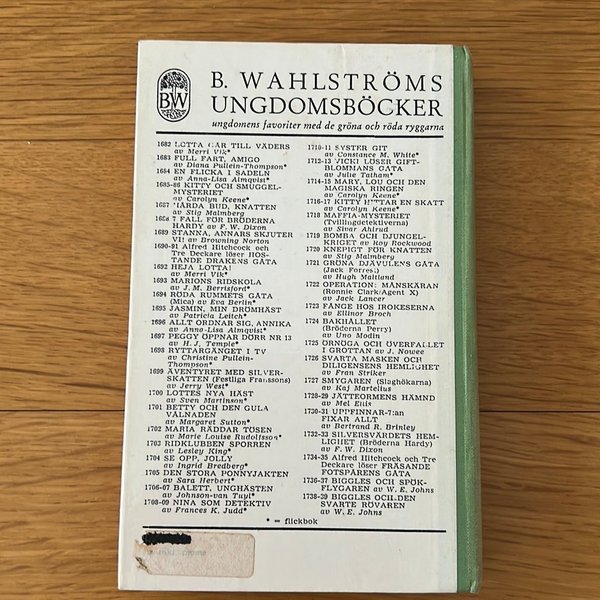 BW
B. WAHLSTRÖMS
UNGDOMSBÖCKER
ungdomens favoriter med de gröna och röda ryggarna
1682 LOTTA GÅR TILL VÄDERS
av Merri Vik*
1683 FULL FART, AMIGO
av Diana Pullein-Thompson*
1684 EN FLICKA I SADELN
av Anna-Lisa Almqvist*
1685-86 KITTY OCH SMUGGEL-
MYSTERIET
av Carolyn Keene*
1687 HÅRDA BUD, KNATTEN
av Stig Malmberg
1688 7 FALL FÖR BRÖDERNA
HARDY av F. W. Dixon
1689 STANNA, ANNARS SKJUTER
VI! av Browning Norton
1690-91 Alfred Hitchcock och
Tre Deckare löser HOS-
TANDE DRAKENS GÅTA
1692 HEJA LOTTA!
av Merri Vik*
1693 MARIONS RIDSKOLA
av J. M. Berrisford*
1694 RÖDA RUMMETS GÅTA
(Mica) av Eva Berlin*
1695 JASMIN, MIN DRÖMHÄST
av Patricia Leitch*
1696 ALLT ORDNAR SIG, ANNIKA
av Anna-Lisa Almqvist*
1697 PEGGY ÖPPNAR DÖRR NR 13
av H. J. Temple*
1698 RYTTARGÄNGET I TV
av Christine Pullein-
Thompson*
1699 ÄVENTYRET MED SILVER-
SKATTEN (Festliga Franssons)
av Jerry West*
1700 LOTTES NYA HÄST
av Sven Martinson*
1701 BETTY OCH DEN GULA
VÅLNADEN
av Margaret Sutton*
1702 MARIA RÄDDAR TÖSEN
av Marie Louise Rudolfsson*
1703 RIDKLUBBEN SPORREN
av Lesley King*
1704 SE OPP, JOLLY
av Ingrid Bredberg*
1705 DEN STORA PONNYJAKTEN
av Sara Herbert*
1706-07 BALETT, UNGHÄSTEN
av Johnson-van Tuyl*
1708-09 NINA SOM DETEKTIV
av Frances K. Judd*
1710-11 SYSTER GIT
av Constance M. White*
1712-13 VICKI LÖSER GIFT-
BLOMMANS GÅTA
av Julie Tatham*
1714-15 MARY, LOU OCH DEN
MAGISKA RINGEN
av Carolyn Keene*
1716-17 KITTY HITTAR EN SKATT
av Carolyn Keene*
1718 MAFFIA-MYSTERIET
(Tvillingdetektiverna)
av Sivar Ahlrud
1719 BOMBA OCH DJUNGEL-
KRIGET av Roy Rockwood
1720 KNEPIGT FÖR KNATTEN
av Stig Malmberg
1721 GRÖNA DJÄVULENS GÅTA
(Jack Forrest)
av Hugh Maitland
1722 OPERATION: MÅNSKÄRAN
(Ronnie Clark/Agent X)
av Jack Lancer
1723 FÅNGE HOS IROKESERNA
av Ellinor Broch
1724 BAKHÅLLET
(Bröderna Perry)
av Uno Modin
1725 ÖRNÖGA OCH ÖVERFALLET
I GROTTAN av J. Nowee
1726 SVARTA MASKEN OCH
DILIGENSENS HEMLIGHET
av Fran Striker
1727 SMYGAREN (Slaghökarna)
av Kaj Martelius
1728-29 JÄTTEORMENS HÄMND
av Mel Ellis
1730-31 UPPFINNAR-7:an
FIXAR ALLT
av Bertrand R. Brinley
1732-33 SILVERSVÄRDETS HEM-
LIGHET (Bröderna Hardy)
av F. W. Dixon
1734-35 Alfred Hitchcock och Tre
Deckare löser FRÄSANDE
FOTSPÅRENS GÅTA
1736-37 BIGGLES OCH SPÖK-
FLYGAREN av W. E. Johns
1738-39 BIGGLES OCH DEN
SVARTE RÖVAREN
av W. E. Johns
* = flickbok